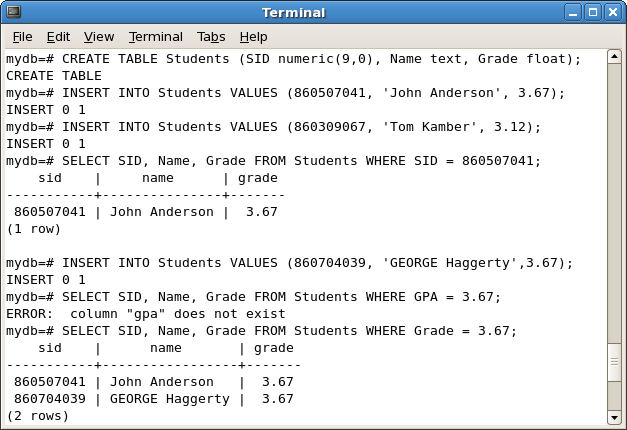 Terminal
File Edit View Terminal Tabs Help
mydb=# CREATE TABLE Students (SID numeric(9,0), Name text, Grade float);
CREATE TABLE
mydb=# INSERT INTO Students VALUES (860507041, 'John Anderson', 3.67);
INSERT 0 1
mydb=# INSERT INTO Students VALUES (860309067, 'Tom Kamber', 3.12);
INSERT 0 1
mydb=# SELECT SID, Name, Grade FROM Students WHERE SID = 860507041;
    sid    |     name      | grade
-----------+---------------+-------
 860507041 | John Anderson |  3.67
(1 row)

mydb=# INSERT INTO Students VALUES (860704039, 'GEORGE Haggerty',3.67);
INSERT 0 1
mydb=# SELECT SID, Name, Grade FROM Students WHERE GPA = 3.67;
ERROR:  column "gpa" does not exist
mydb=# SELECT SID, Name, Grade FROM Students WHERE Grade = 3.67;
    sid    |      name       | grade
-----------+-----------------+-------
 860507041 | John Anderson   |  3.67
 860704039 | GEORGE Haggerty |  3.67
(2 rows)